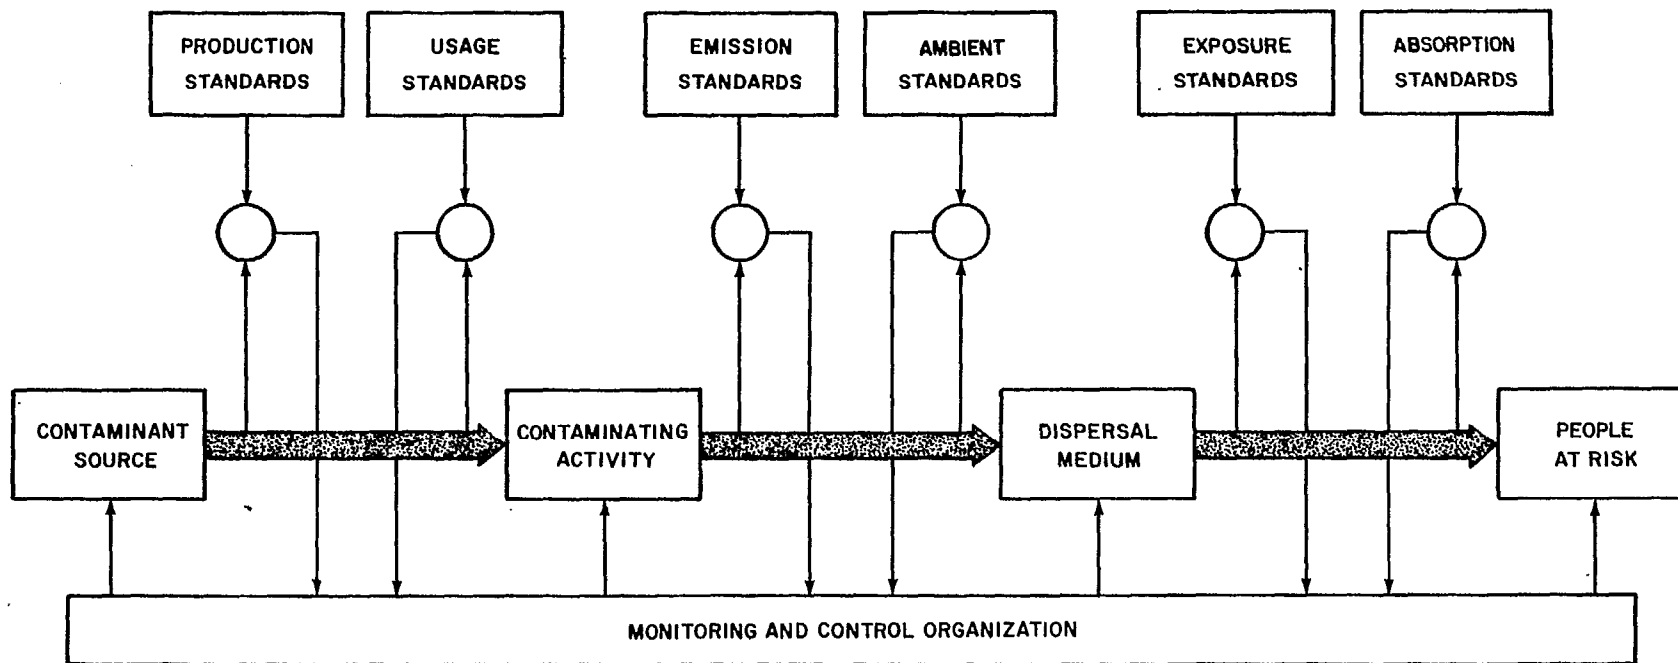 PRODUCTION
STANDARDS
USAGE
STANDARDS
EMISSION
STANDARDS
AMBIENT
STANDARDS
EXPOSURE
STANDARDS
ABSORPTION
STANDARDS
CONTAMINANT
SOURCE
CONTAMINATING
ACTIVITY
DISPERSAL
MEDIUM
PEOPLE
AT RISK
MONITORING AND CONTROL ORGANIZATION